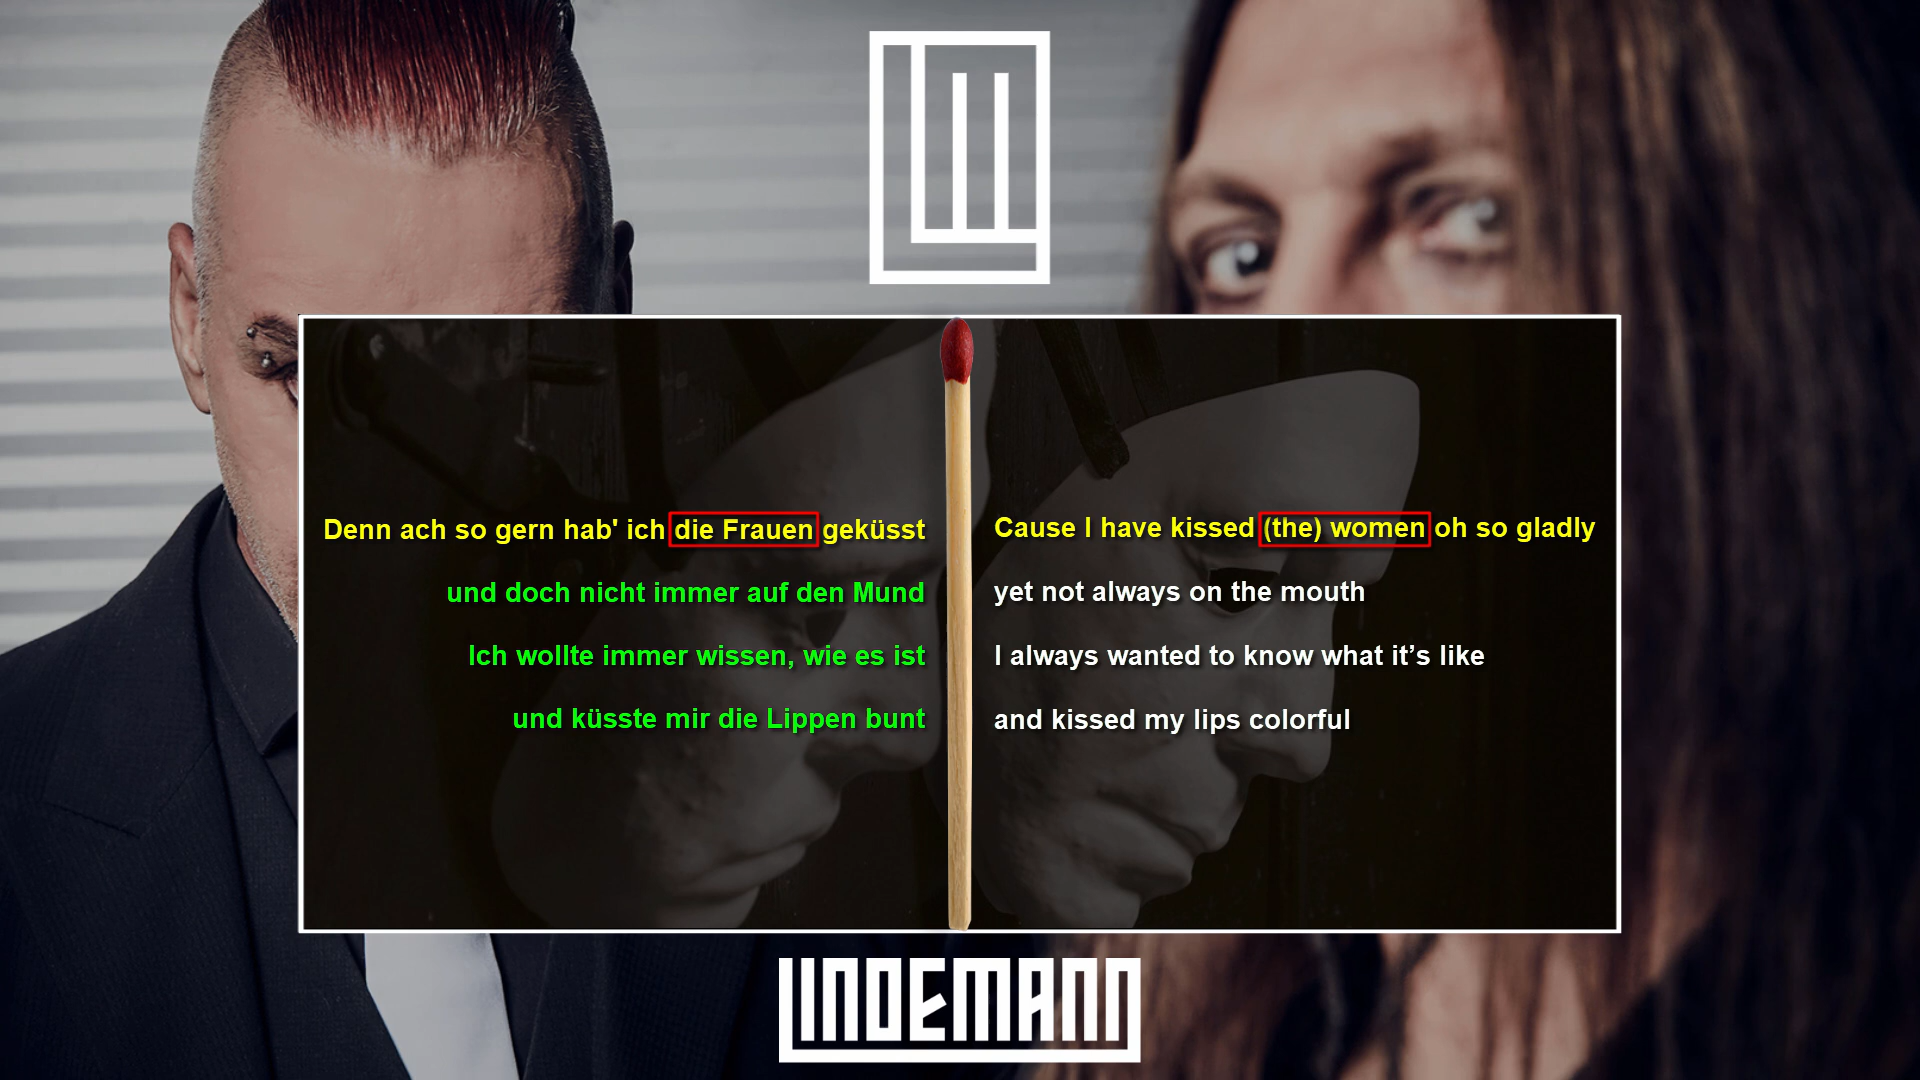 Denn ach so gern hab' ich die Frauen geküsst
und doch nicht immer auf den Mund
Ich wollte immer wissen, wie es ist
und küsste mir die Lippen bunt
Cause I have kissed (the) women oh so gladly
yet not always on the mouth
I always wanted to know what it’s like
and kissed my lips colorful
LINDEMANN